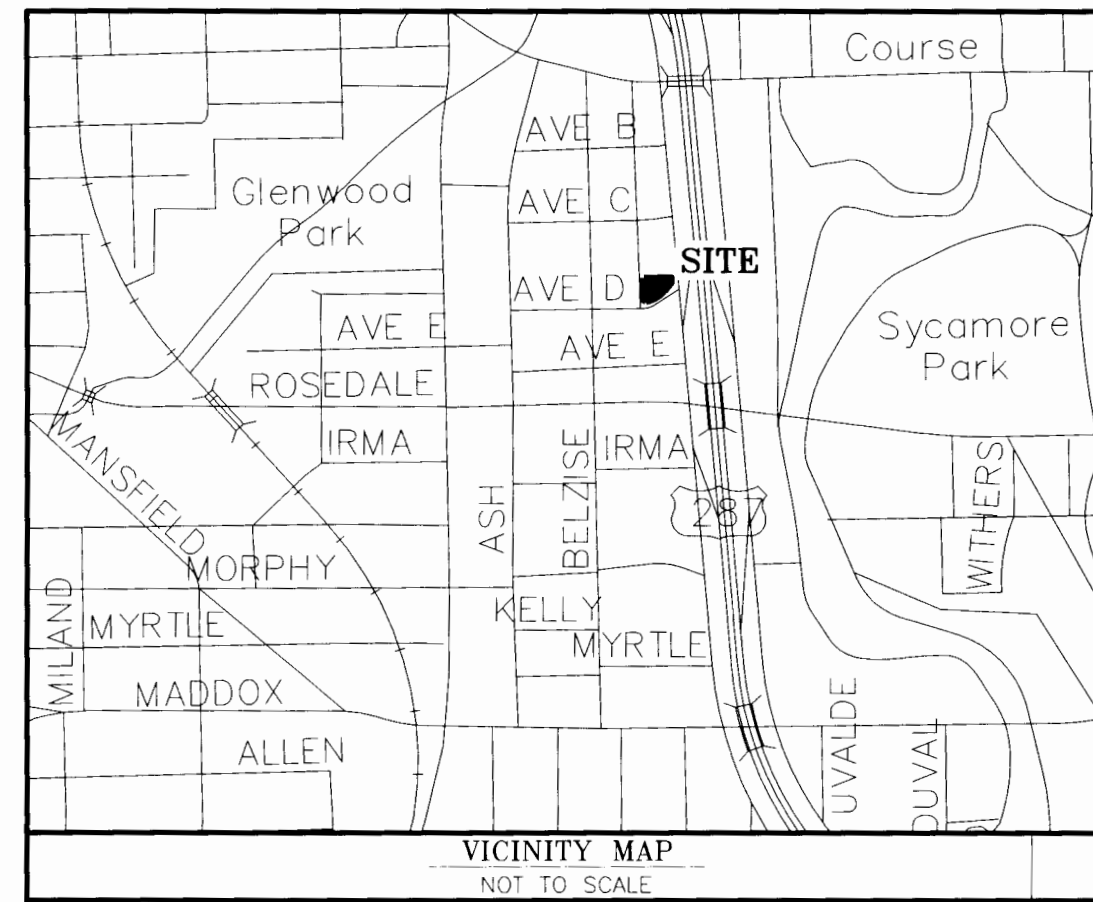 Course
AVE B
Glenwood
Park
AVE C
SITE
AVE D
AVE E
AVE E
Sycamore
Park
ROSEDALE
IRMA
IRMA
MANSFIELD
BELZISE
WITHERS
ASH
287
MORPHY
MILAND
MYRTLE
KELLY
MYRTLE
MADDOX
UVALDE
DUVAL
ALLEN
VICINITY MAP
NOT TO SCALE